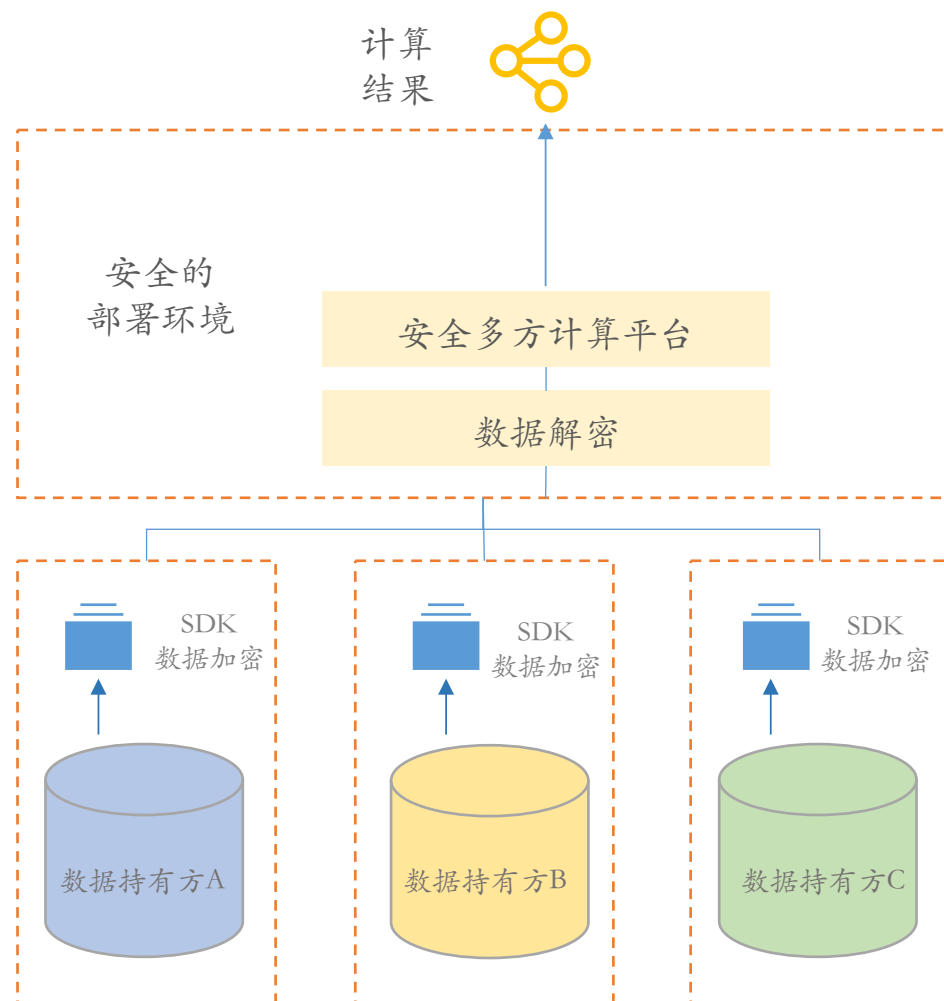 计算
结果
安全的
部署环境
安全多方计算平台
数据解密
SDK
数据加密
SDK
数据加密
SDK
数据加密
数据持有方A
数据持有方B
数据持有方C